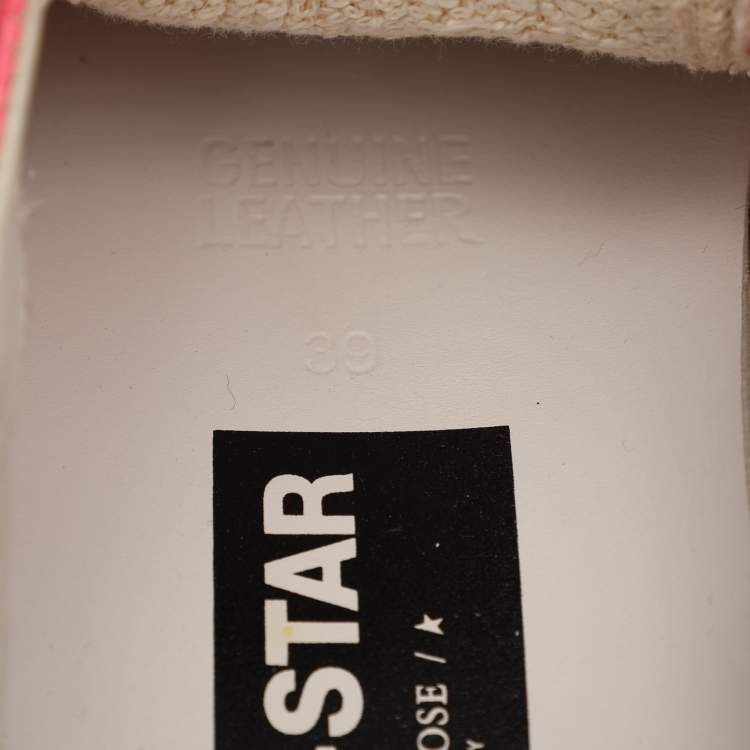 GENUINE
LEATHER
39
-STAR
OSE / ★
Y